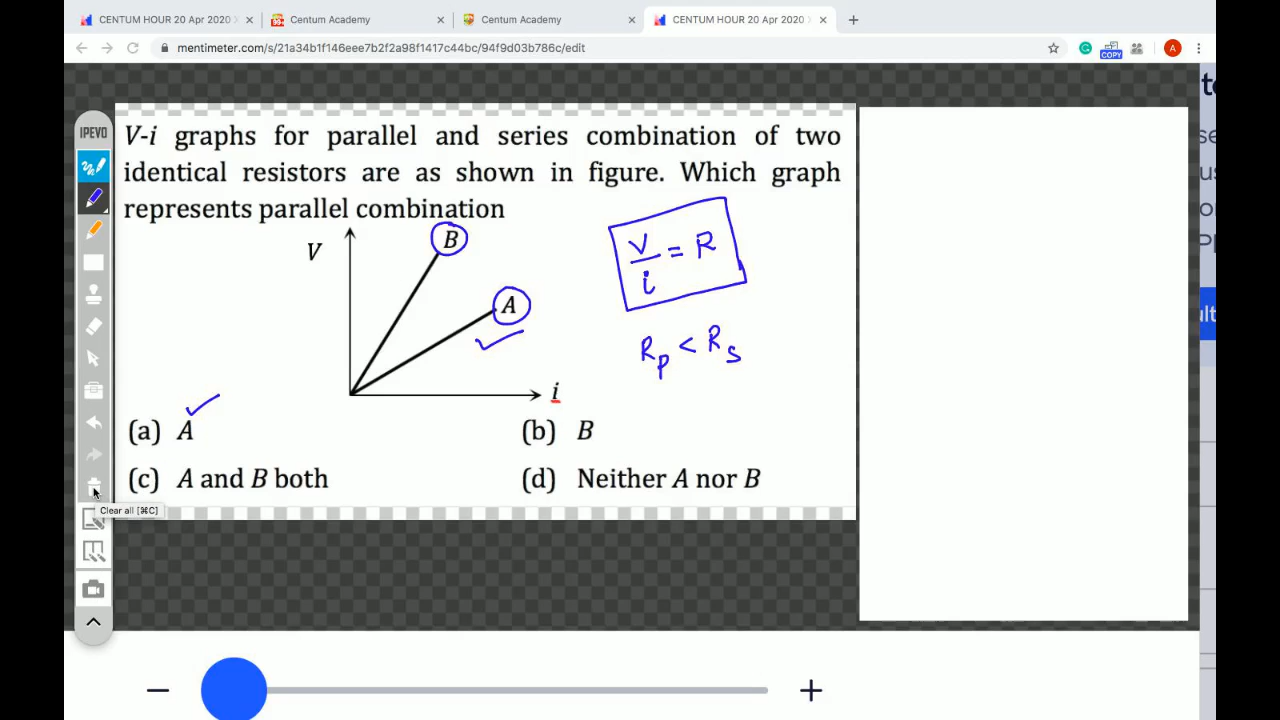 CENTUM HOUR 20 Apr 2020
Centum Academy
Centum Academy
CENTUM HOUR 20 Apr 2020
mentimeter.com/s/21a34b1f146eee7b2f2a98f1417c44bc/94f9d03b786c/edit
COPY
A
IPEVO
V-i graphs for parallel and series combination of two
identical resistors are as shown in figure. Which graph
represents parallel combination
V
B
A
i
V/i = R
Rp < Rs
(a) A
(b) B
(c) A and B both
(d) Neither A nor B
Clear all [⌘C]